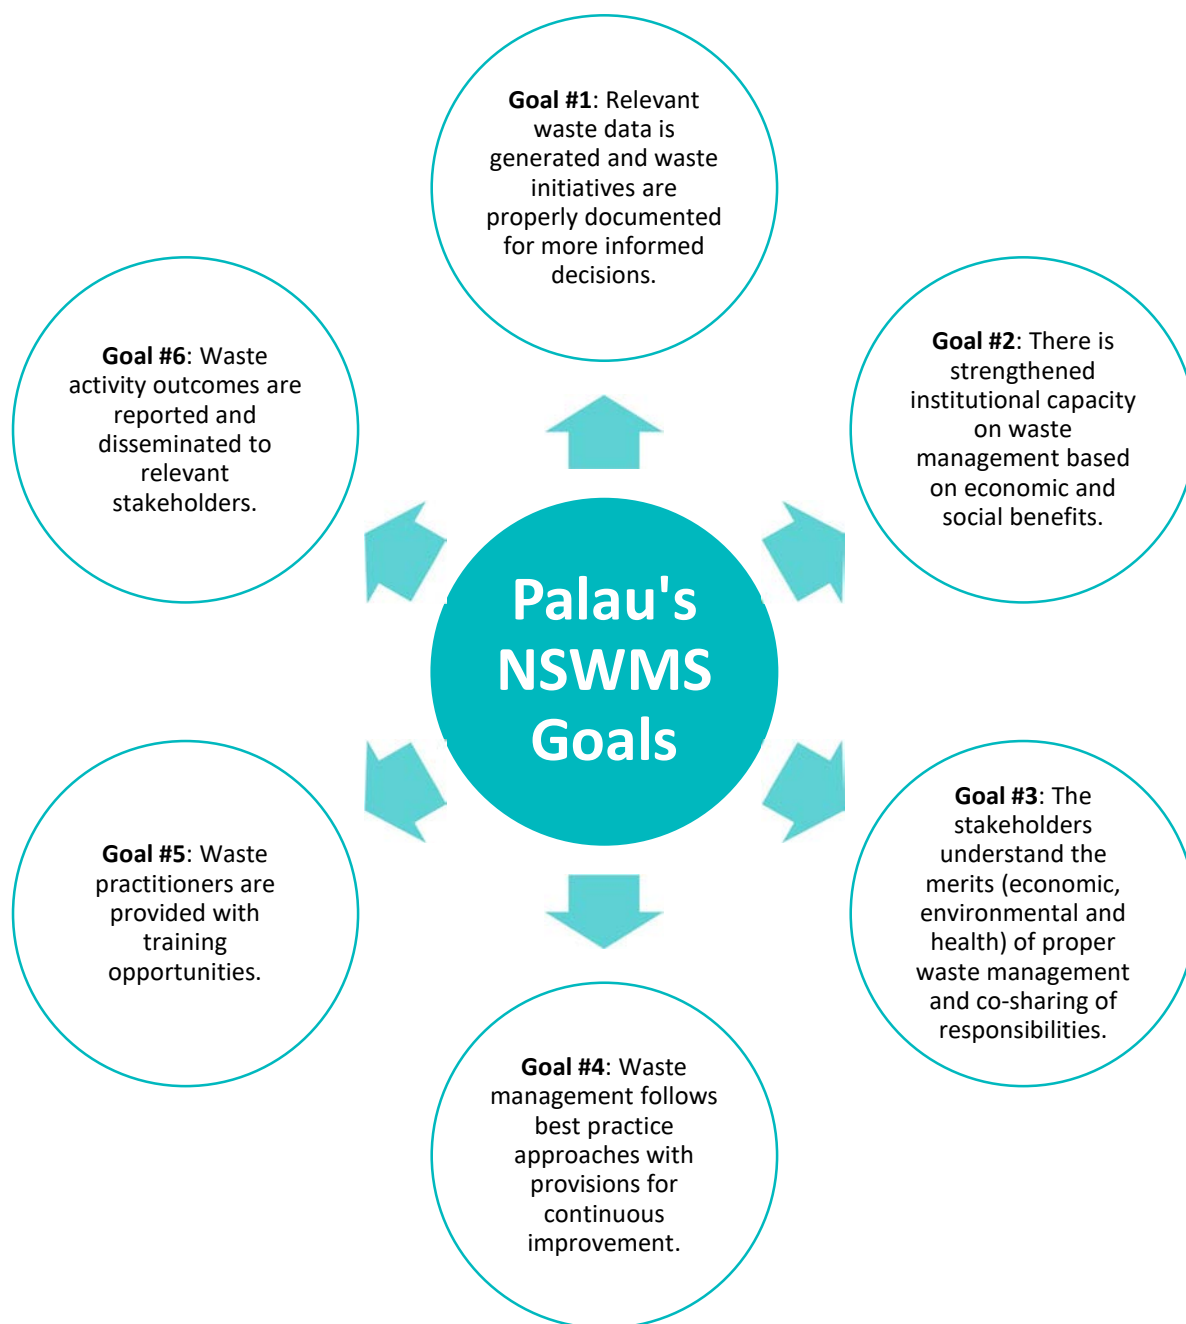 Goal #1: Relevant
waste data is
generated and waste
initiatives are
properly documented
for more informed
decisions.
Goal #2: There is
strengthened
institutional capacity
on waste
management based
on economic and
social benefits.
Goal #3: The
stakeholders
understand the
merits (economic,
environmental and
health) of proper
waste management
and co-sharing of
responsibilities.
Goal #4: Waste
management follows
best practice
approaches with
provisions for
continuous
improvement.
Goal #5: Waste
practitioners are
provided with
training
opportunities.
Goal #6: Waste
activity outcomes are
reported and
disseminated to
relevant
stakeholders.
Palau's
NSWMS
Goals